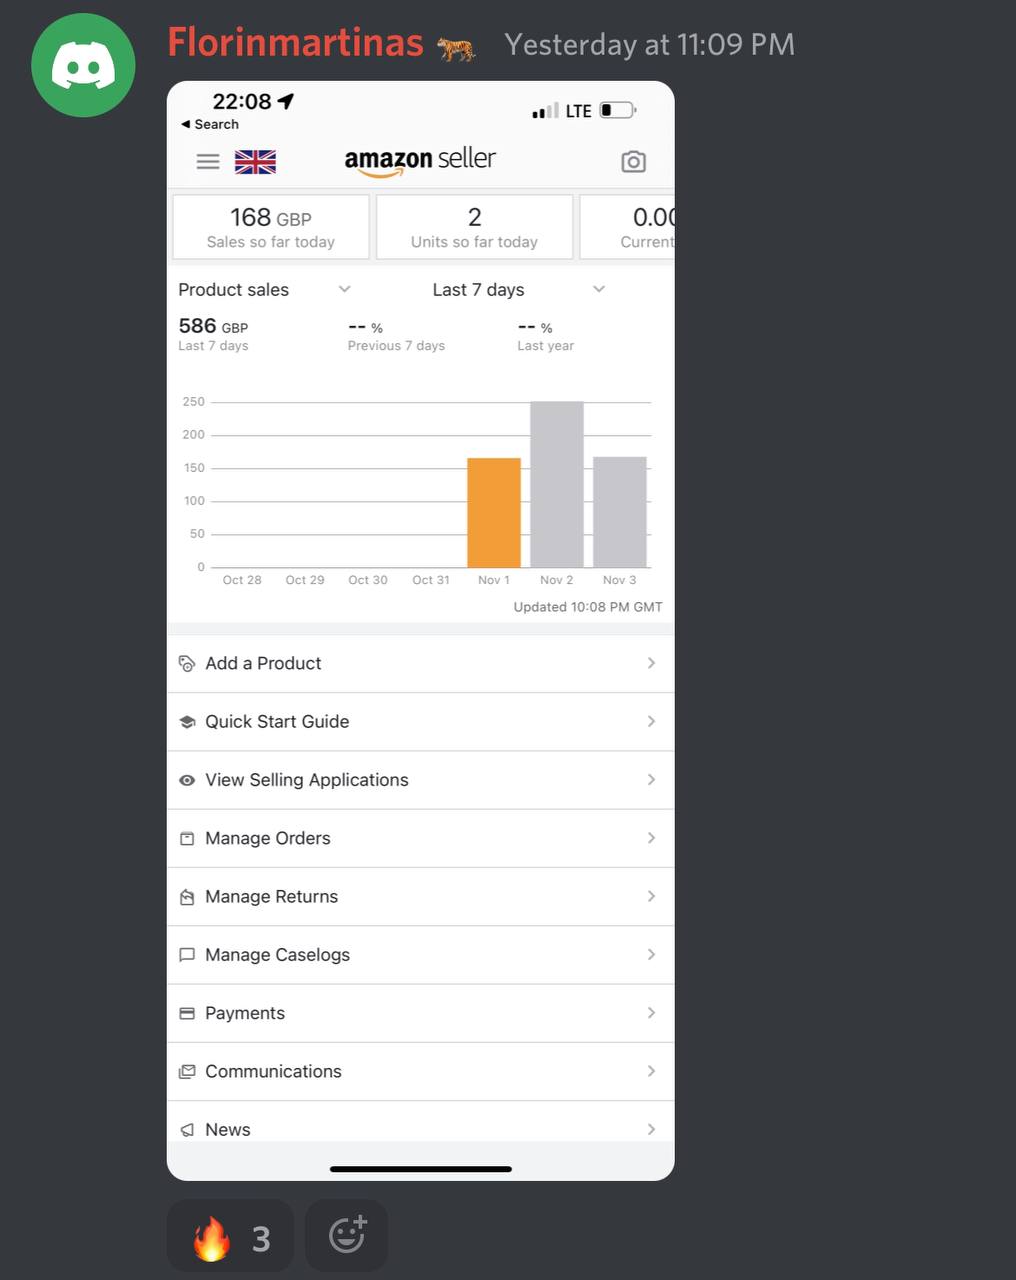 Florinmartinas Yesterday at 11:09 PM
22:08 LTE
Search
amazon seller
168 GBP 2 0.00
Sales so far today Units so far today Current
Product sales Last 7 days
586 GBP -- % -- %
Last 7 days Previous 7 days Last year
250
200
150
100
50
0
Oct 28 Oct 29 Oct 30 Oct 31 Nov 1 Nov 2 Nov 3
Updated 10:08 PM GMT
Add a Product
Quick Start Guide
View Selling Applications
Manage Orders
Manage Returns
Manage Caselogs
Payments
Communications
News
3